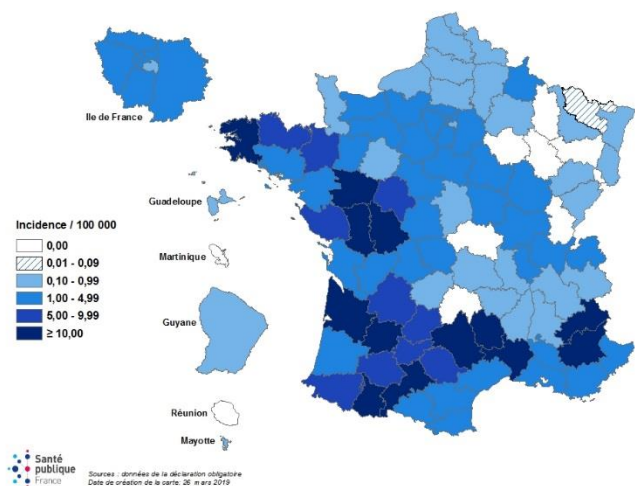 Ile de France
Guadeloupe
Incidence / 100 000
0,00
0,01 - 0,09
0,10 - 0,99
1,00 - 4,99
5,00 - 9,99
≥ 10,00
Martinique
Guyane
Réunion
Mayotte
Santé
publique
France
Sources : données de la déclaration obligatoire
Date de création de la carte: 26 mars 2019